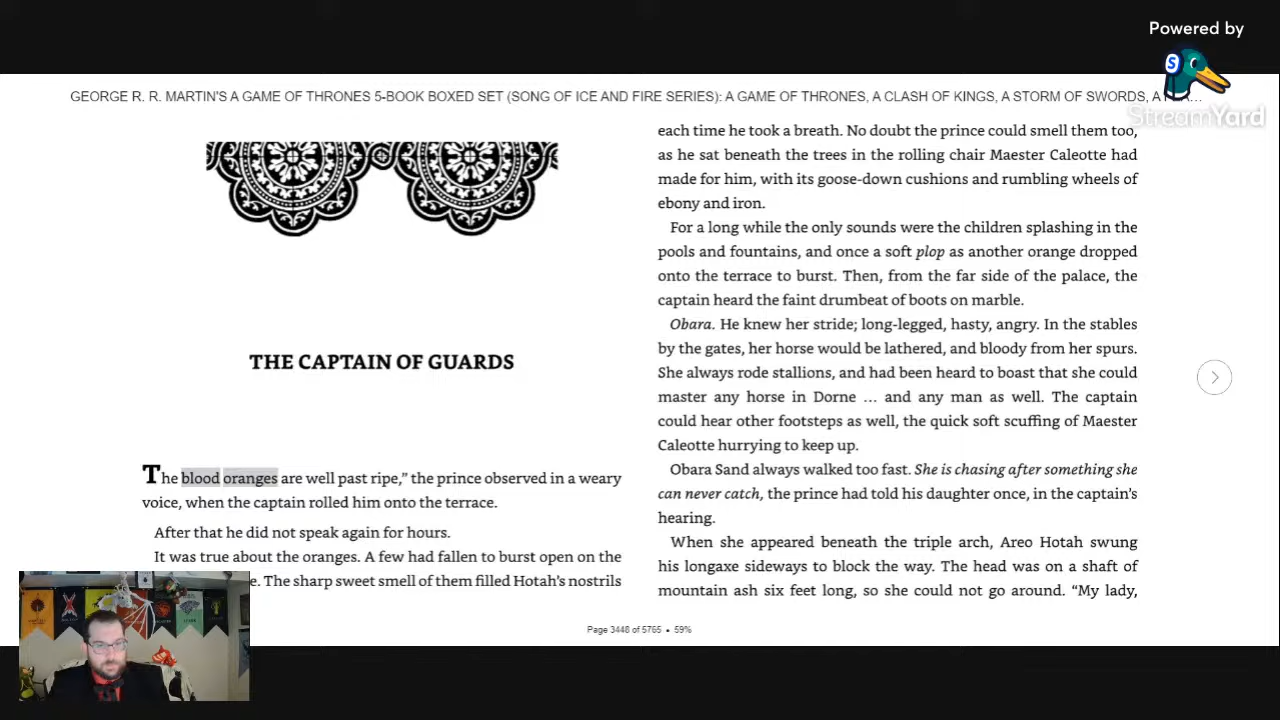 Powered by
StreamYard
GEORGE R. R. MARTIN'S A GAME OF THRONES 5-BOOK BOXED SET (SONG OF ICE AND FIRE SERIES): A GAME OF THRONES, A CLASH OF KINGS, A STORM OF SWORDS, A
THE CAPTAIN OF GUARDS
The blood oranges are well past ripe,” the prince observed in a weary
voice, when the captain rolled him onto the terrace.
After that he did not speak again for hours.
It was true about the oranges. A few had fallen to burst open on the
The sharp sweet smell of them filled Hotah’s nostrils
each time he took a breath. No doubt the prince could smell them too,
as he sat beneath the trees in the rolling chair Maester Caleotte had
made for him, with its goose-down cushions and rumbling wheels of
ebony and iron.
For a long while the only sounds were the children splashing in the
pools and fountains, and once a soft plop as another orange dropped
onto the terrace to burst. Then, from the far side of the palace, the
captain heard the faint drumbeat of boots on marble.
Obara. He knew her stride; long-legged, hasty, angry. In the stables
by the gates, her horse would be lathered, and bloody from her spurs.
She always rode stallions, and had been heard to boast that she could
master any horse in Dorne … and any man as well. The captain
could hear other footsteps as well, the quick soft scuffing of Maester
Caleotte hurrying to keep up.
Obara Sand always walked too fast. She is chasing after something she
can never catch, the prince had told his daughter once, in the captain’s
hearing.
When she appeared beneath the triple arch, Areo Hotah swung
his longaxe sideways to block the way. The head was on a shaft of
mountain ash six feet long, so she could not go around. “My lady,
Page 3448 of 5765 • 59%